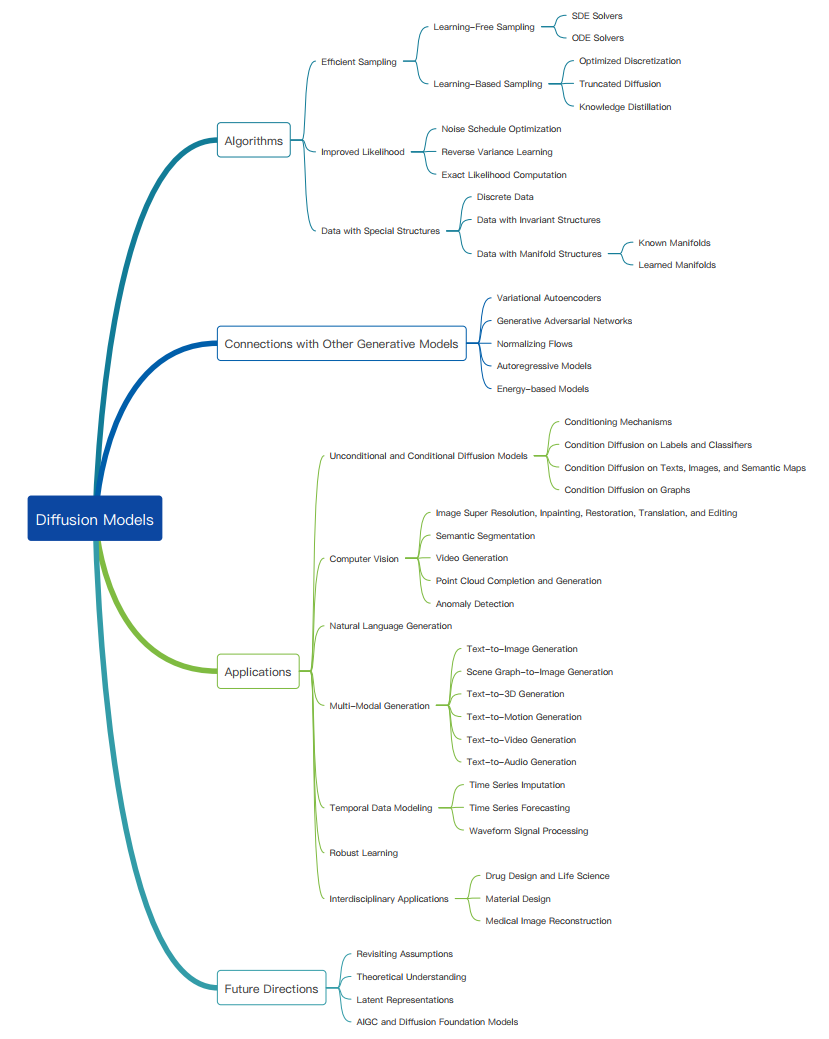 Diffusion Models
Algorithms
Efficient Sampling
Learning-Free Sampling
SDE Solvers
ODE Solvers
Learning-Based Sampling
Optimized Discretization
Truncated Diffusion
Knowledge Distillation
Improved Likelihood
Noise Schedule Optimization
Reverse Variance Learning
Exact Likelihood Computation
Data with Special Structures
Discrete Data
Data with Invariant Structures
Data with Manifold Structures
Known Manifolds
Learned Manifolds
Connections with Other Generative Models
Variational Autoencoders
Generative Adversarial Networks
Normalizing Flows
Autoregressive Models
Energy-based Models
Applications
Unconditional and Conditional Diffusion Models
Conditioning Mechanisms
Condition Diffusion on Labels and Classifiers
Condition Diffusion on Texts, Images, and Semantic Maps
Condition Diffusion on Graphs
Computer Vision
Image Super Resolution, Inpainting, Restoration, Translation, and Editing
Semantic Segmentation
Video Generation
Point Cloud Completion and Generation
Anomaly Detection
Natural Language Generation
Multi-Modal Generation
Text-to-Image Generation
Scene Graph-to-Image Generation
Text-to-3D Generation
Text-to-Motion Generation
Text-to-Video Generation
Text-to-Audio Generation
Temporal Data Modeling
Time Series Imputation
Time Series Forecasting
Waveform Signal Processing
Robust Learning
Interdisciplinary Applications
Drug Design and Life Science
Material Design
Medical Image Reconstruction
Future Directions
Revisiting Assumptions
Theoretical Understanding
Latent Representations
AIGC and Diffusion Foundation Models